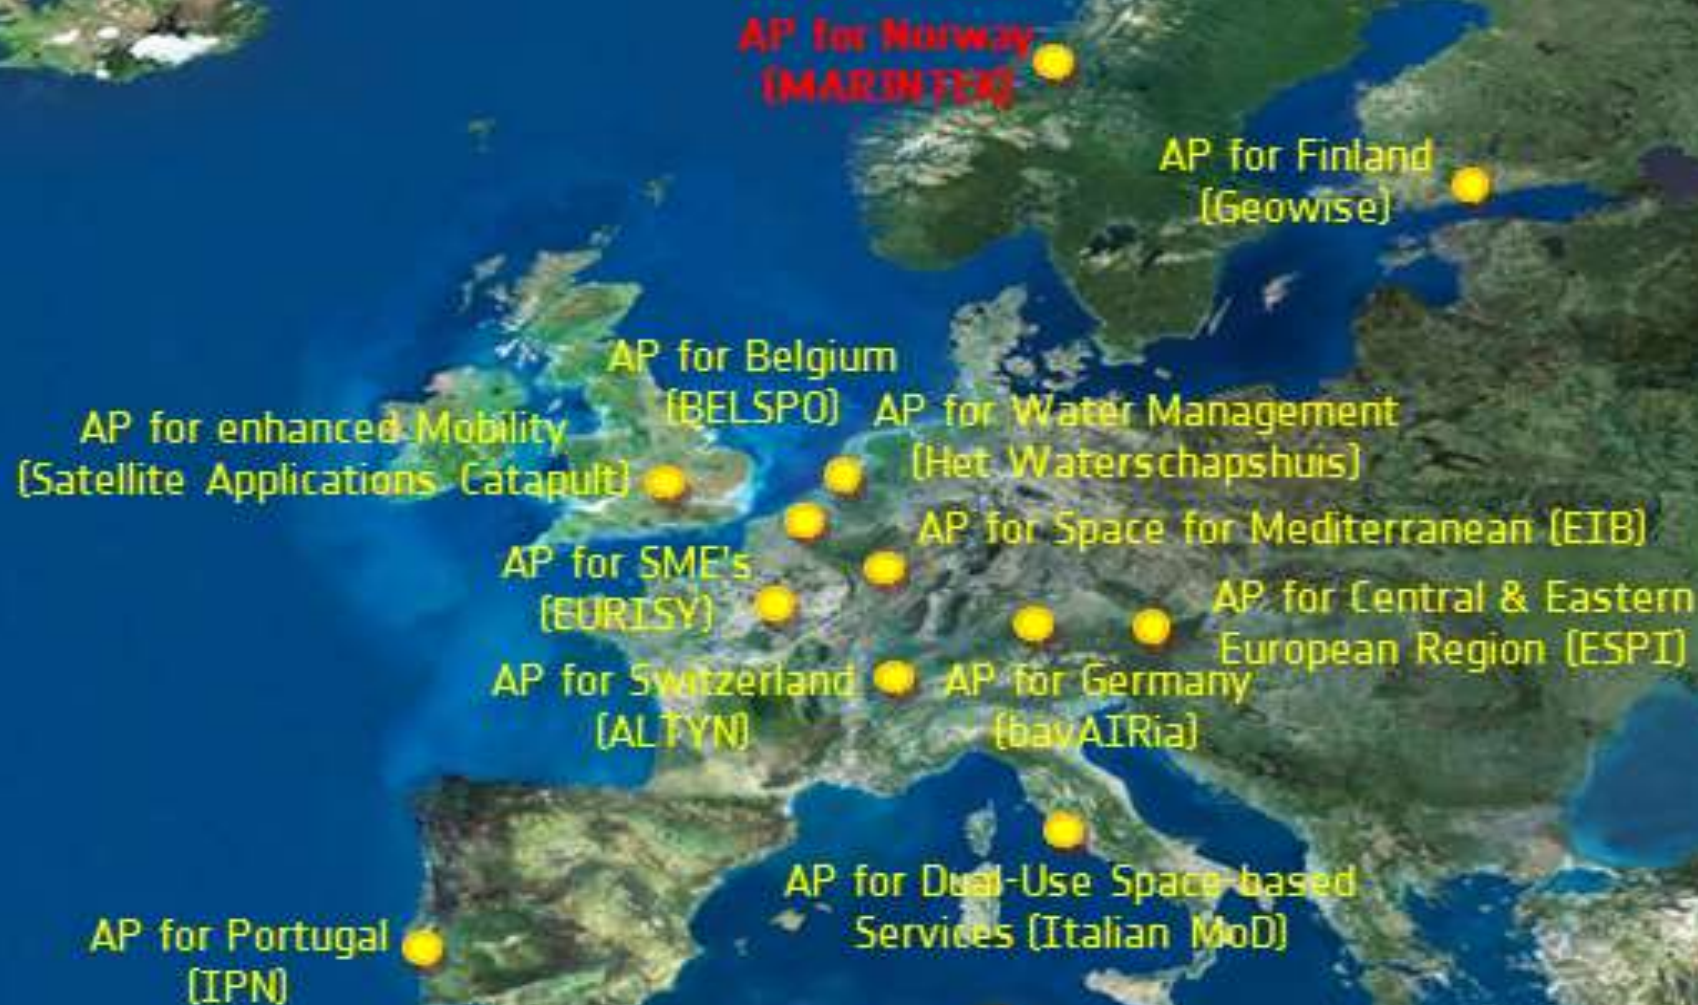 AP for Norway
(MARINTEK)
AP for Finland
(Geowise)
AP for Belgium
(BELSPO)
AP for Water Management
(Het Waterschapshuis)
AP for enhanced Mobility
(Satellite Applications Catapult)
AP for Space for Mediterranean (EIB)
AP for SME's
(EURISY)
AP for Central & Eastern
European Region (ESPI)
AP for Switzerland
(ALTYN)
AP for Germany
(bavAIRia)
AP for Dual-Use Space-based
Services (Italian MoD)
AP for Portugal
(IPN)